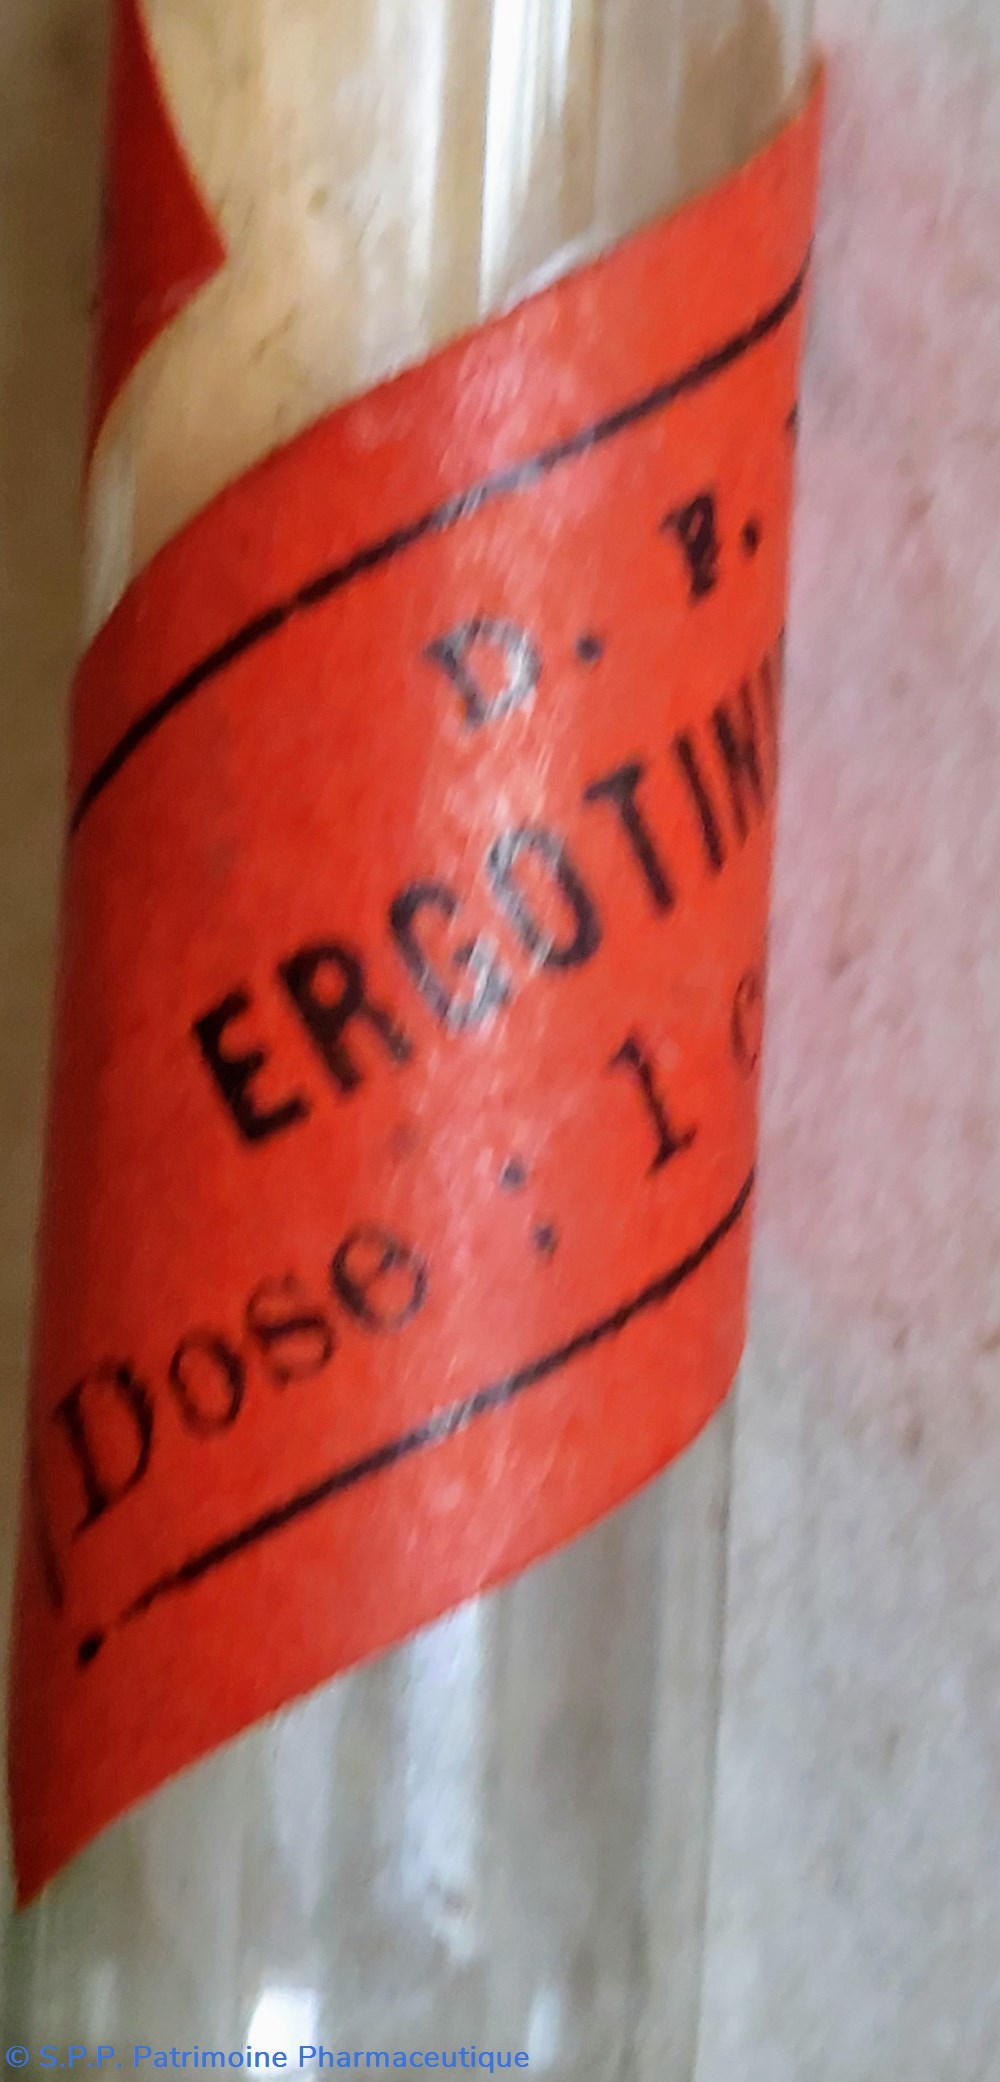 D. P.
ERGOTIN
Dose : 1 c
© S.P.P. Patrimoine Pharmaceutique